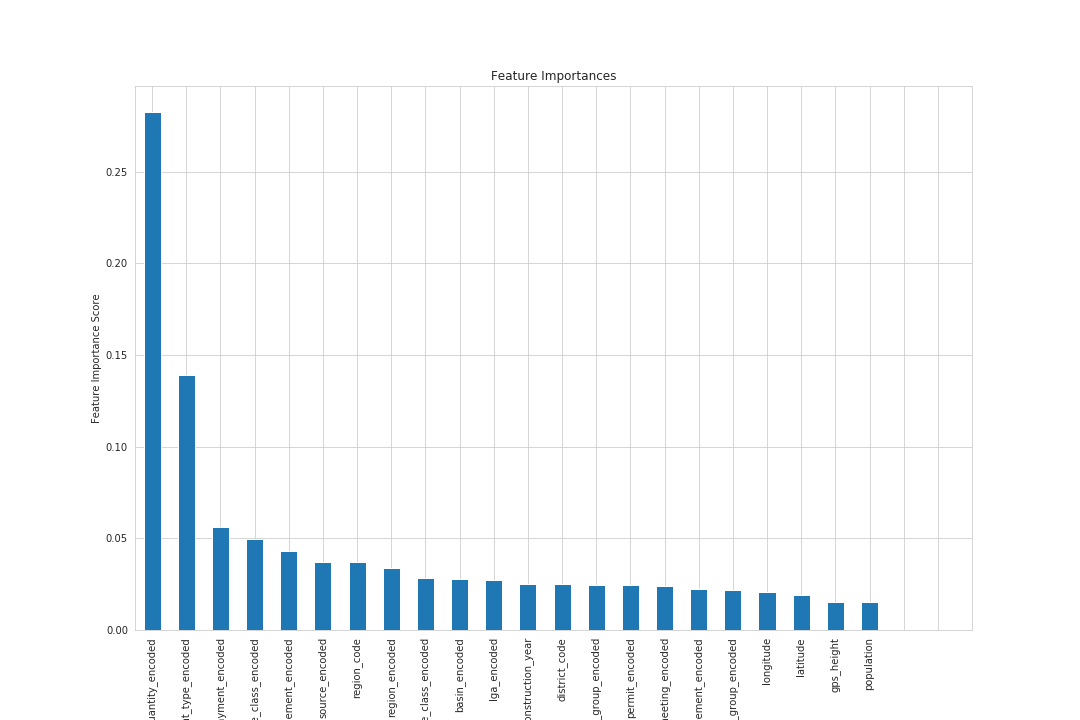 Feature Importances
Feature Importance Score
0.25
0.20
0.15
0.10
0.05
0.00
uantity_encoded
nt_type_encoded
yment_encoded
e_class_encoded
ement_encoded
source_encoded
region_code
region_encoded
e_class_encoded
basin_encoded
lga_encoded
onstruction_year
district_code
_group_encoded
permit_encoded
eeting_encoded
ement_encoded
_group_encoded
longitude
latitude
gps_height
population